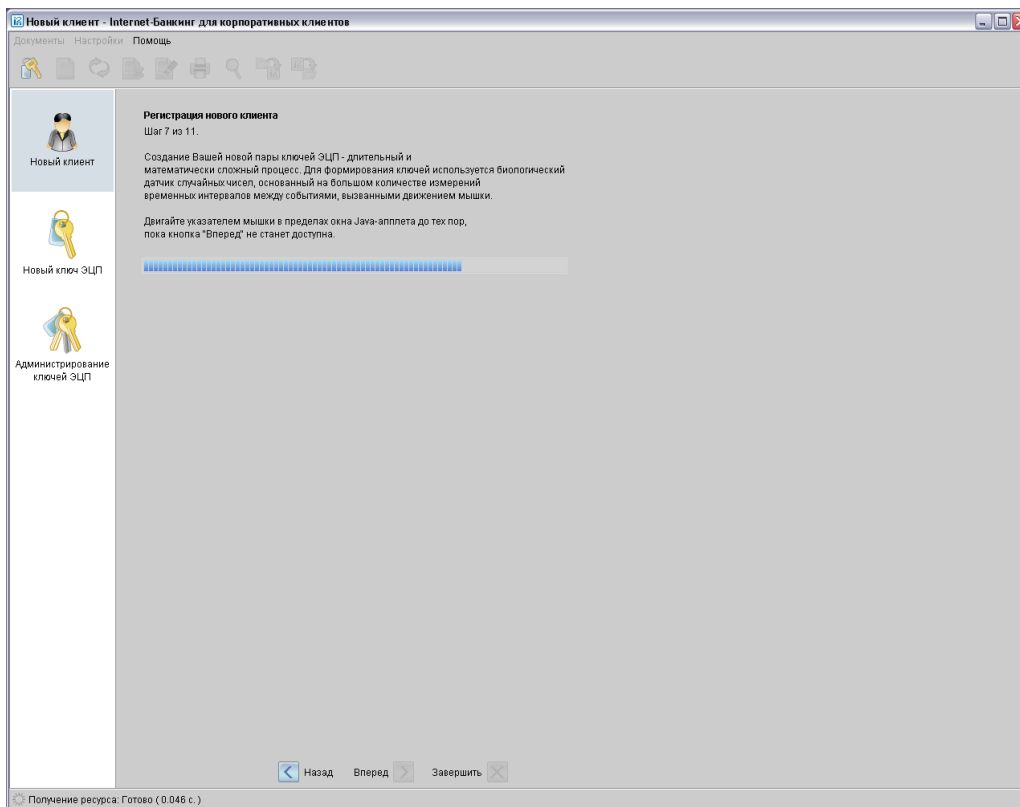 Новый клиент - Internet-Банкинг для корпоративных клиентов
Документы Настройки Помощь
Новый клиент
Новый ключ ЭЦП
Администрирование
ключей ЭЦП
Регистрация нового клиента
Шаг 7 из 11.
Создание Вашей новой пары ключей ЭЦП - длительный и
математически сложный процесс. Для формирования ключей используется биологический
датчик случайных чисел, основанный на большом количестве измерений
временных интервалов между событиями, вызванными движением мышки.
Двигайте указателем мышки в пределах окна Java-апплета до тех пор,
пока кнопка "Вперед" не станет доступна.
Назад Вперед Завершить
Получение ресурса: Готово ( 0.046 с. )